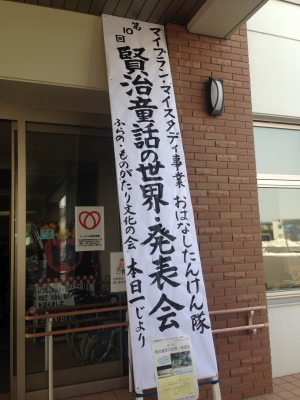 マイプラン・マイスタディ事業 おはなしたんけん隊
第10回 賢治童話の世界・発表会
ふらの・ものがたり文化の会 本日一じより